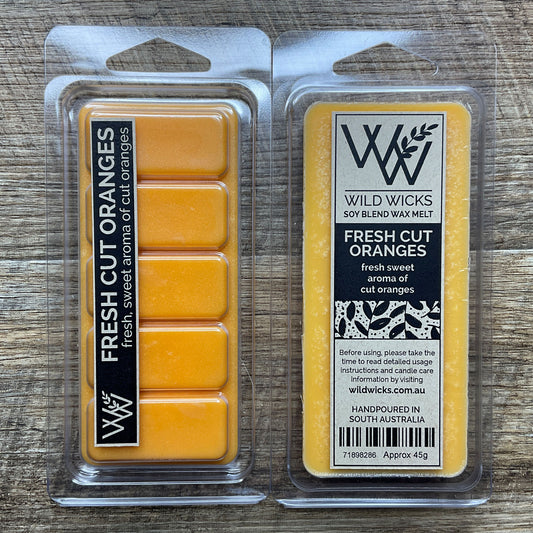 FRESH CUT ORANGES
fresh, sweet aroma of cut oranges
WW
WW
WILD WICKS
SOY BLEND WAX MELT
FRESH CUT
ORANGES
fresh sweet
aroma of
cut oranges
Before using, please take the
time to read detailed usage
instructions and candle care
information by visiting
wildwicks.com.au
HANDPOURED IN
SOUTH AUSTRALIA
71898286 Approx 45g